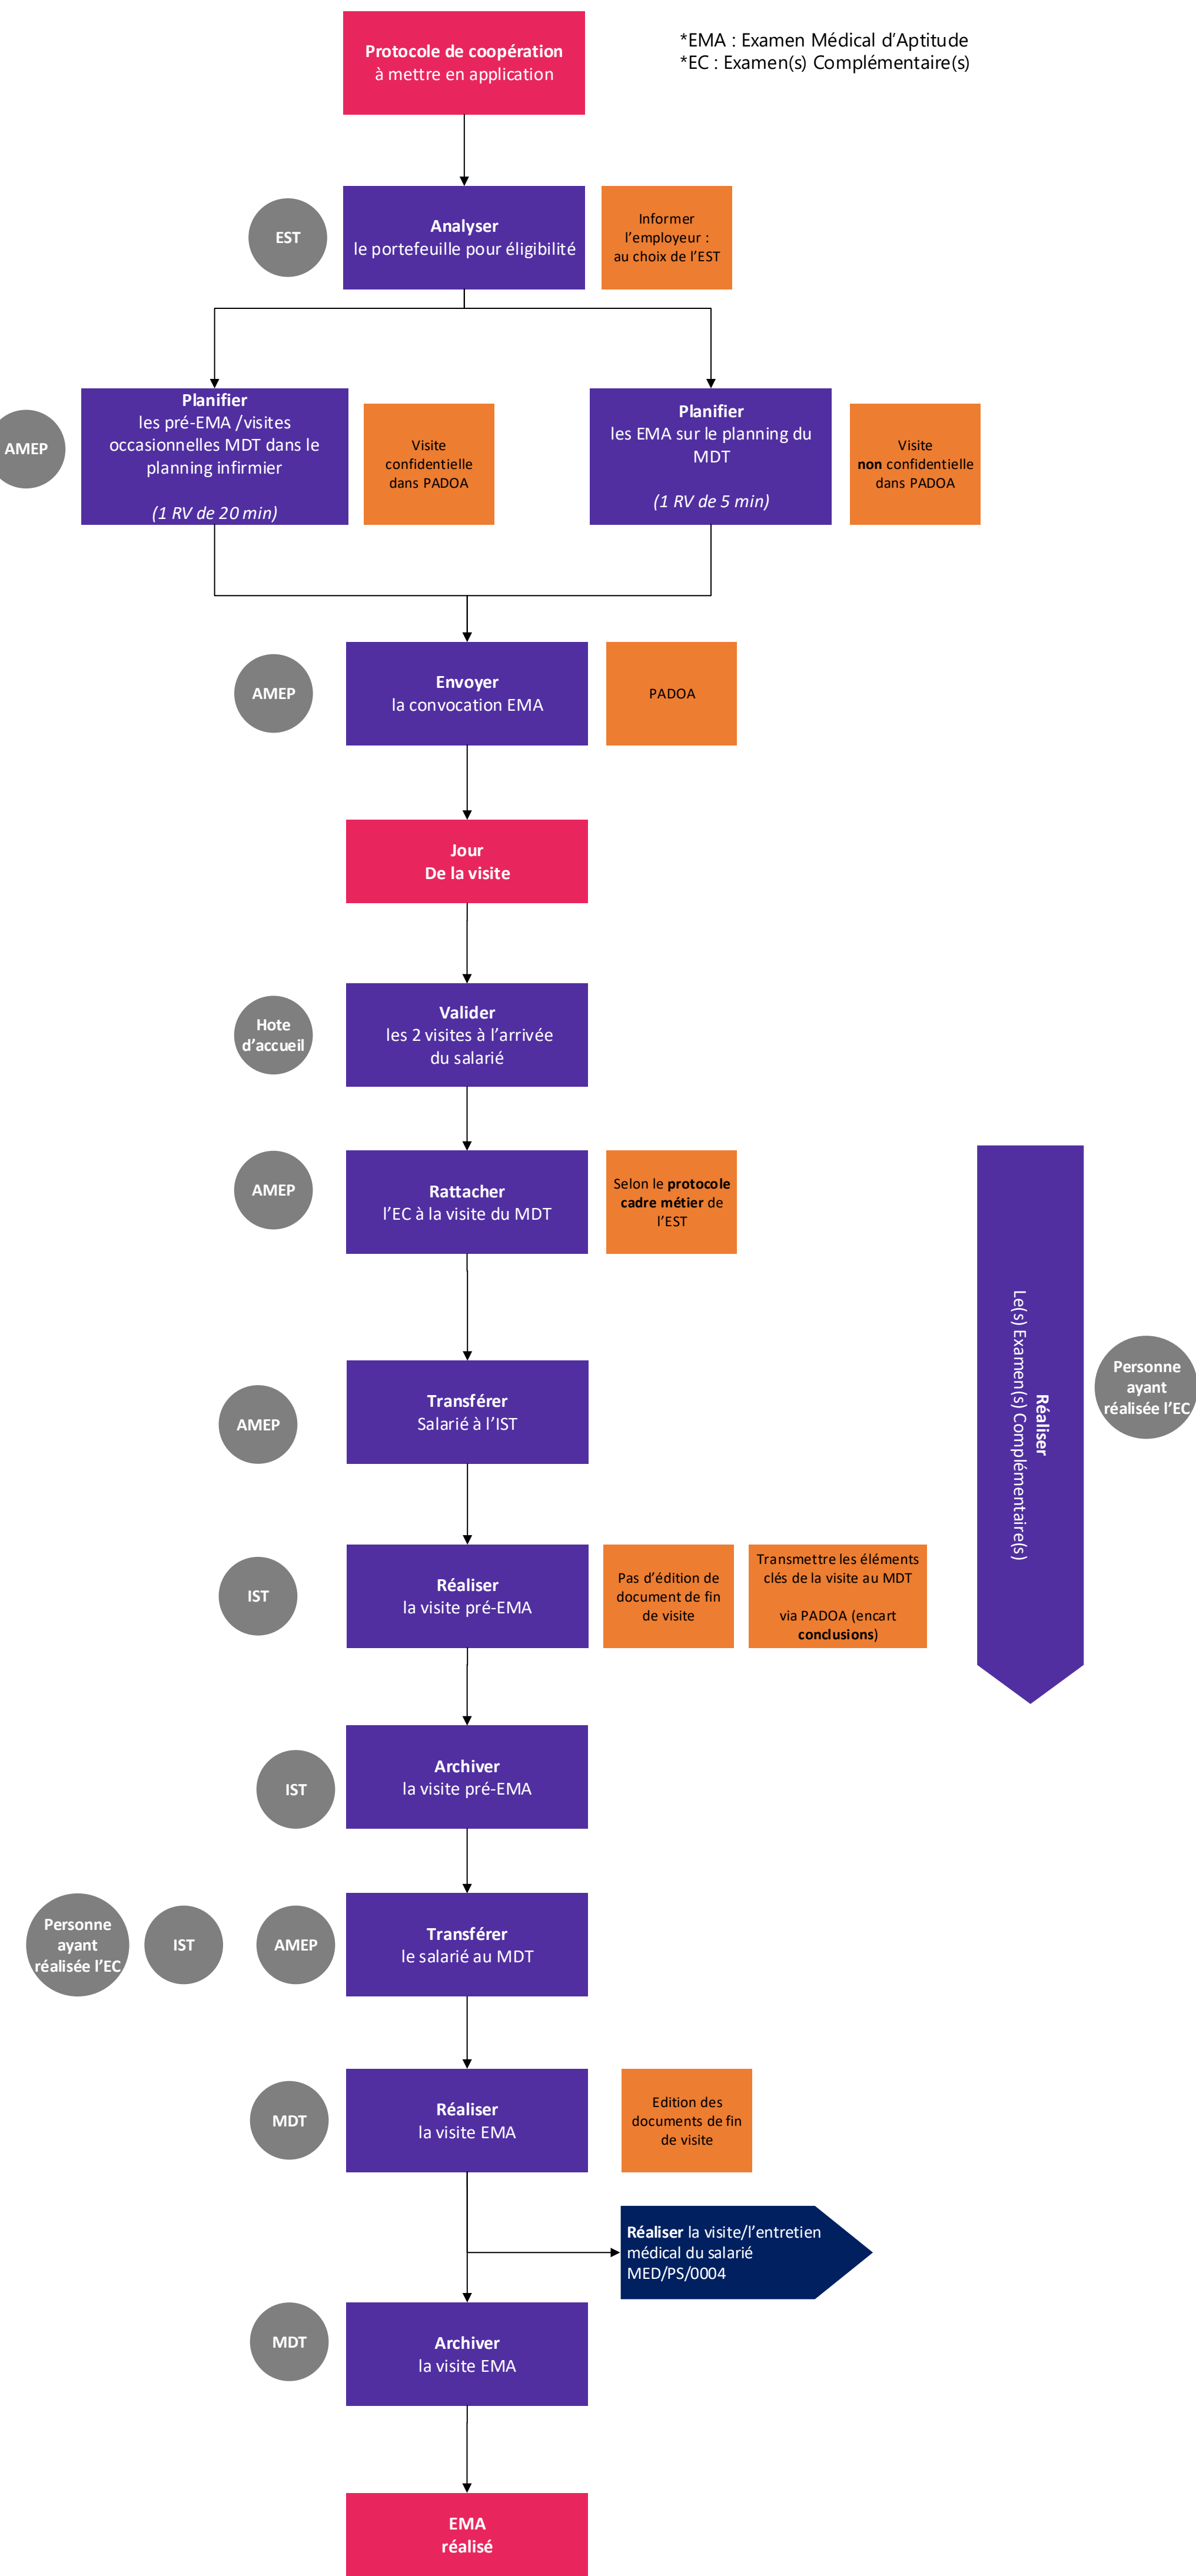 Protocole de coopération
à mettre en application
*EMA : Examen Médical d’Aptitude
*EC : Examen(s) Complémentaire(s)
EST
Analyser
le portefeuille pour éligibilité
Informer
l’employeur :
au choix de l’EST
AMEP
Planifier
les pré-EMA /visites
occasionnelles MDT dans le
planning infirmier
(1 RV de 20 min)
Visite
confidentielle
dans PADOA
Planifier
les EMA sur le planning du
MDT
(1 RV de 5 min)
Visite
non confidentielle
dans PADOA
AMEP
Envoyer
la convocation EMA
PADOA
Jour
De la visite
Hote
d’accueil
Valider
les 2 visites à l’arrivée
du salarié
AMEP
Rattacher
l’EC à la visite du MDT
Selon le protocole
cadre métier de
l’EST
Réaliser
Le(s) Examen(s) Complémentaire(s)
Personne
ayant
réalisée l’EC
AMEP
Transférer
Salarié à l’IST
IST
Réaliser
la visite pré-EMA
Pas d’édition de
document de fin
de visite
Transmettre les éléments
clés de la visite au MDT
via PADOA (encart
conclusions)
IST
Archiver
la visite pré-EMA
Personne
ayant
réalisée l’EC
IST
AMEP
Transférer
le salarié au MDT
MDT
Réaliser
la visite EMA
Edition des
documents de fin
de visite
Réaliser la visite/l’entretien
médical du salarié
MED/PS/0004
MDT
Archiver
la visite EMA
EMA
réalisé